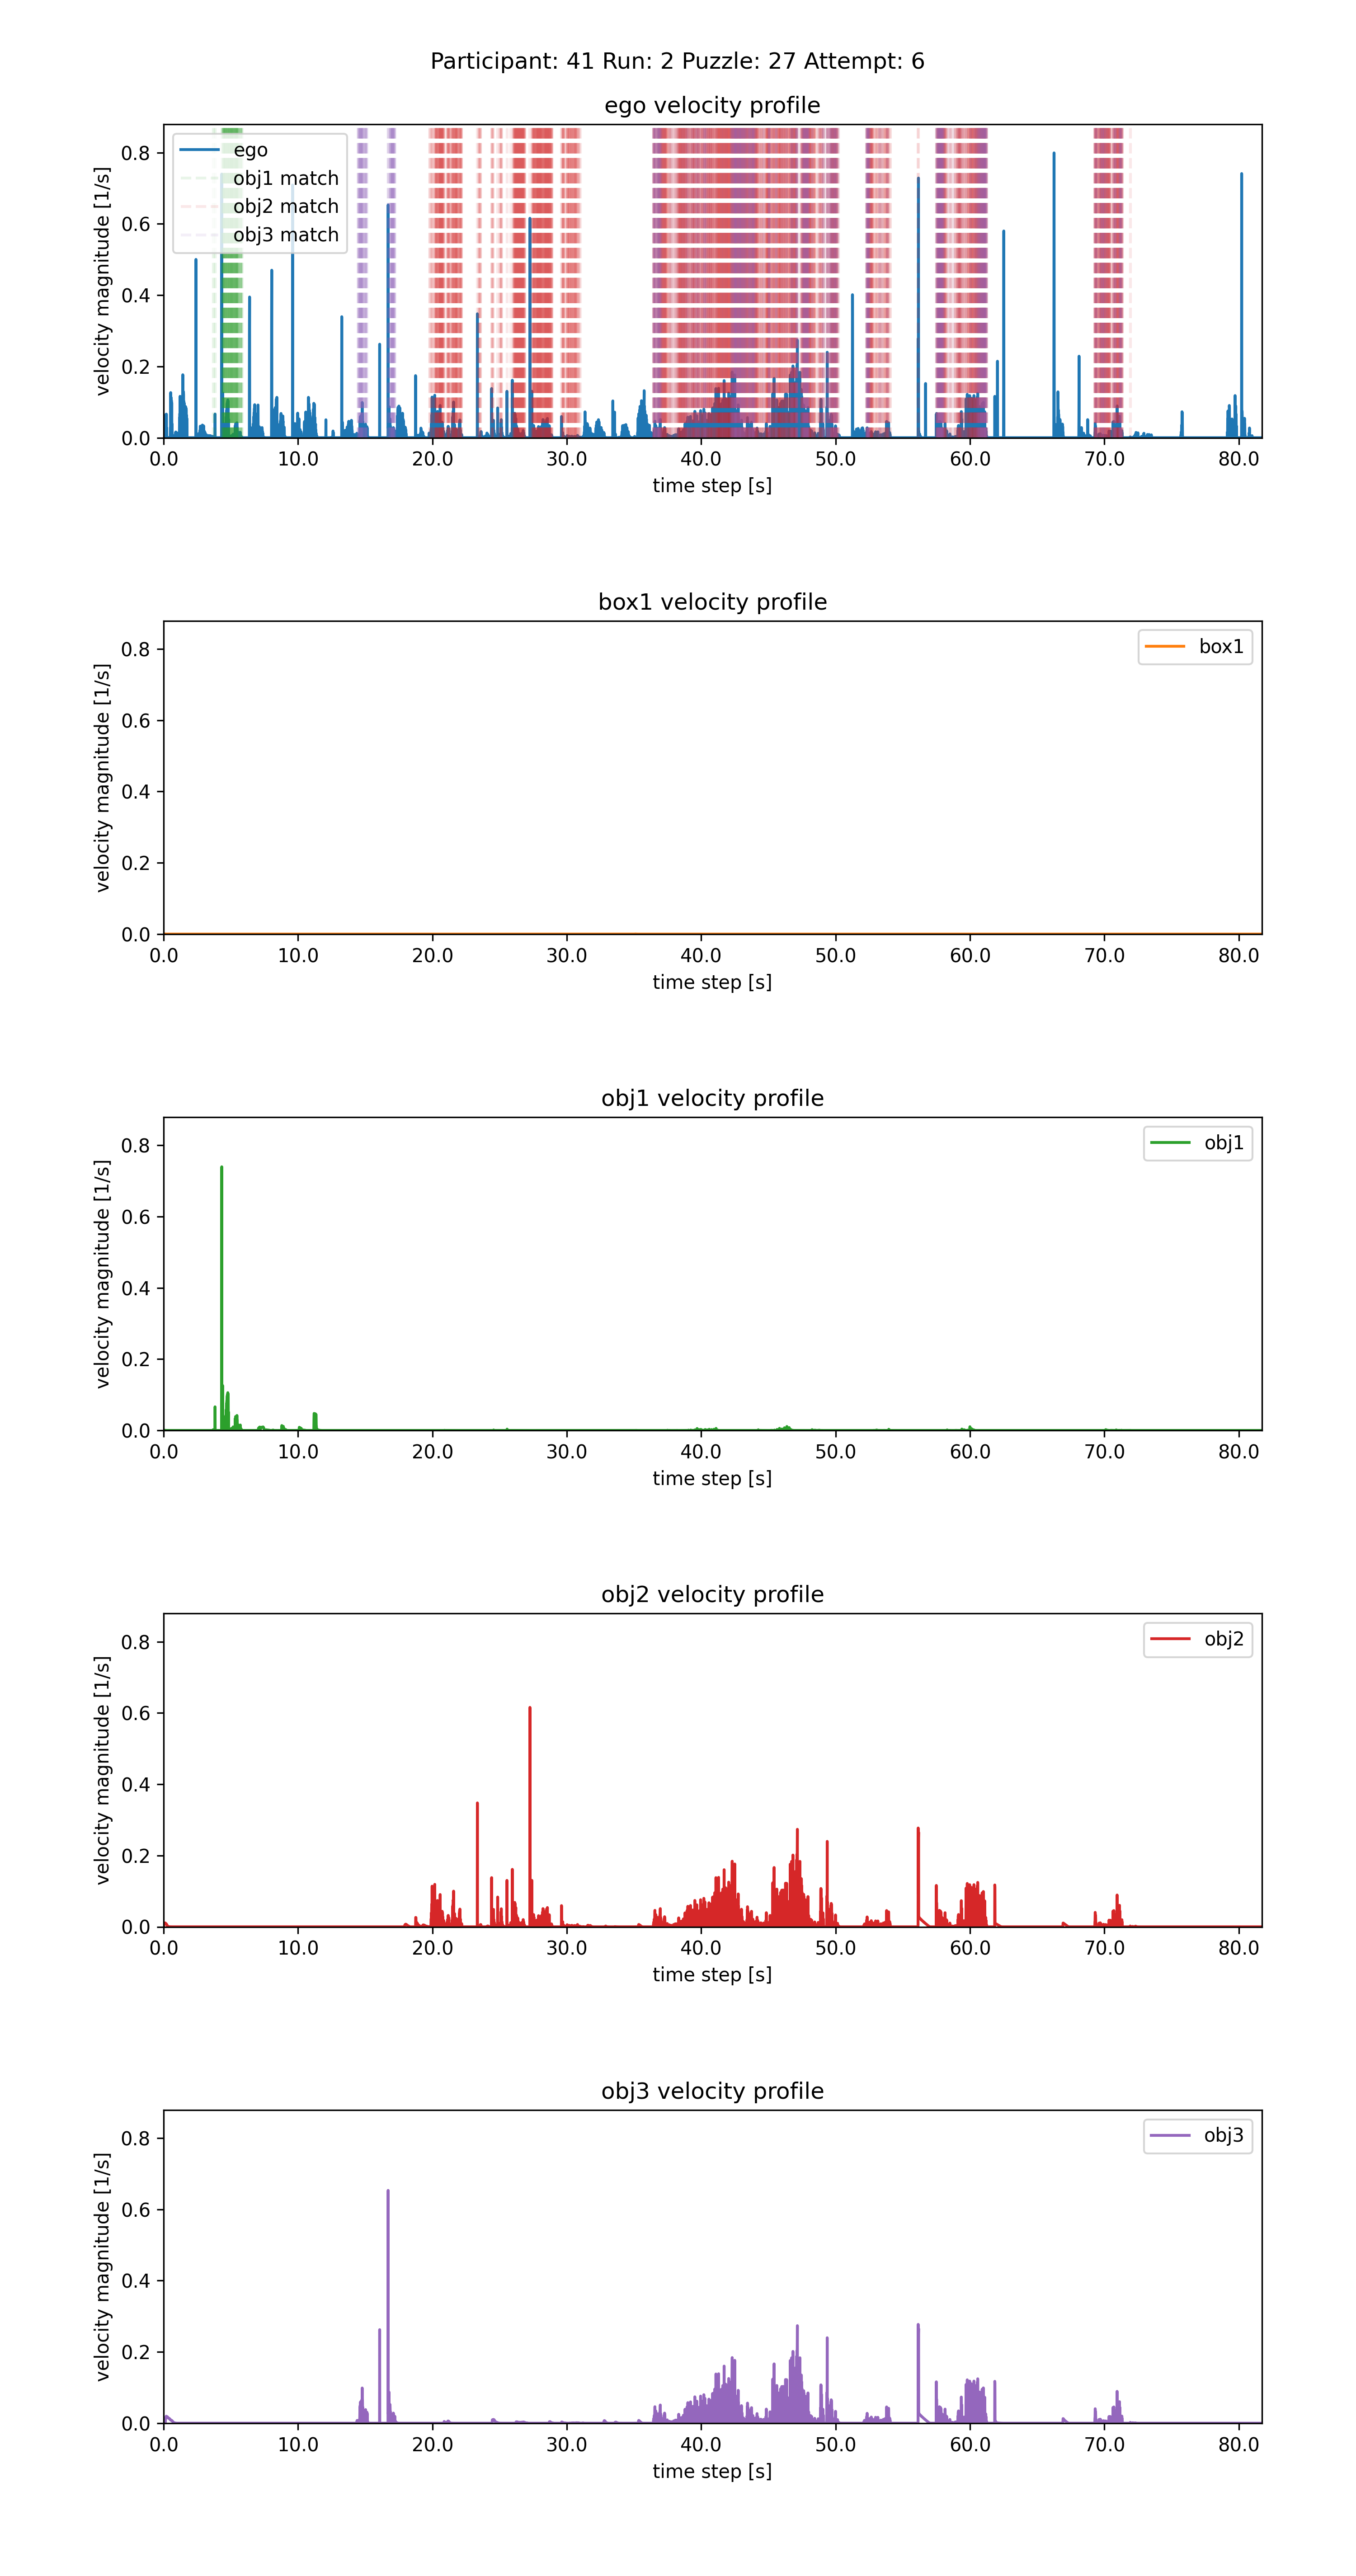 Participant: 41 Run: 2 Puzzle: 27 Attempt: 6
ego velocity profile
velocity magnitude [1/s]
0.8
0.6
0.4
0.2
0.0
ego
obj1 match
obj2 match
obj3 match
0.0 10.0 20.0 30.0 40.0 50.0 60.0 70.0 80.0
time step [s]
box1 velocity profile
velocity magnitude [1/s]
0.8
0.6
0.4
0.2
0.0
box1
0.0 10.0 20.0 30.0 40.0 50.0 60.0 70.0 80.0
time step [s]
obj1 velocity profile
velocity magnitude [1/s]
0.8
0.6
0.4
0.2
0.0
obj1
0.0 10.0 20.0 30.0 40.0 50.0 60.0 70.0 80.0
time step [s]
obj2 velocity profile
velocity magnitude [1/s]
0.8
0.6
0.4
0.2
0.0
obj2
0.0 10.0 20.0 30.0 40.0 50.0 60.0 70.0 80.0
time step [s]
obj3 velocity profile
velocity magnitude [1/s]
0.8
0.6
0.4
0.2
0.0
obj3
0.0 10.0 20.0 30.0 40.0 50.0 60.0 70.0 80.0
time step [s]